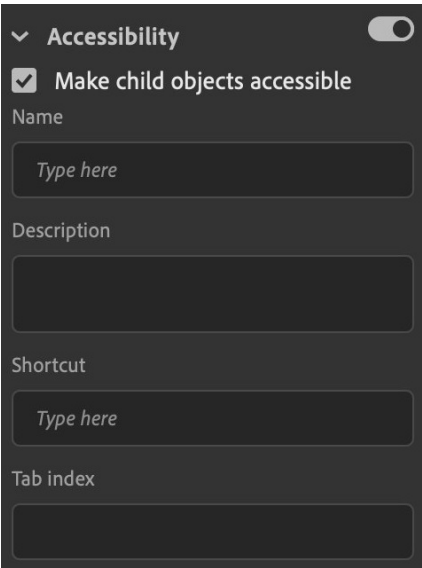 Accessibility
Make child objects accessible
Name
Type here
Description
Shortcut
Type here
Tab index